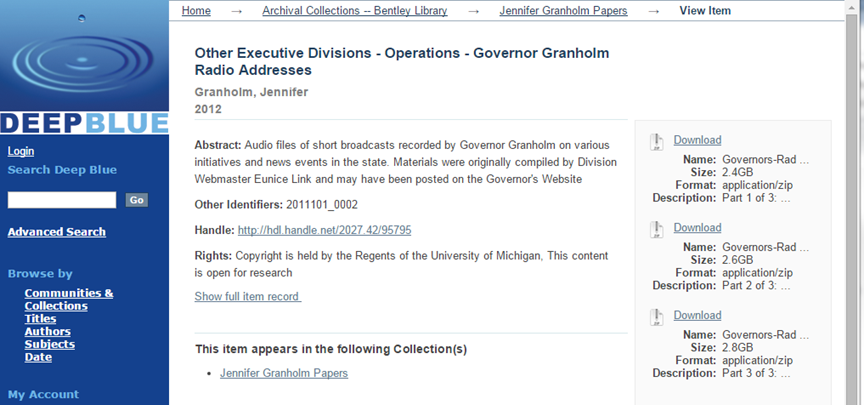 Home → Archival Collections -- Bentley Library → Jennifer Granholm Papers → View Item
DEEPBLUE
Login
Search Deep Blue
Go
Advanced Search
Browse by
Communities &
Collections
Titles
Authors
Subjects
Date
My Account
Other Executive Divisions - Operations - Governor Granholm
Radio Addresses
Granholm, Jennifer
2012
Abstract: Audio files of short broadcasts recorded by Governor Granholm on various
initiatives and news events in the state. Materials were originally compiled by Division
Webmaster Eunice Link and may have been posted on the Governor's Website
Other Identifiers: 2011101_0002
Handle: http://hdl.handle.net/2027.42/95795
Rights: Copyright is held by the Regents of the University of Michigan, This content
is open for research
Show full item record
This item appears in the following Collection(s)
• Jennifer Granholm Papers
Download
Name: Governors-Rad ...
Size: 2.4GB
Format: application/zip
Description: Part 1 of 3: ...
Download
Name: Governors-Rad ...
Size: 2.6GB
Format: application/zip
Description: Part 2 of 3: ...
Download
Name: Governors-Rad ...
Size: 2.8GB
Format: application/zip
Description: Part 3 of 3: ...